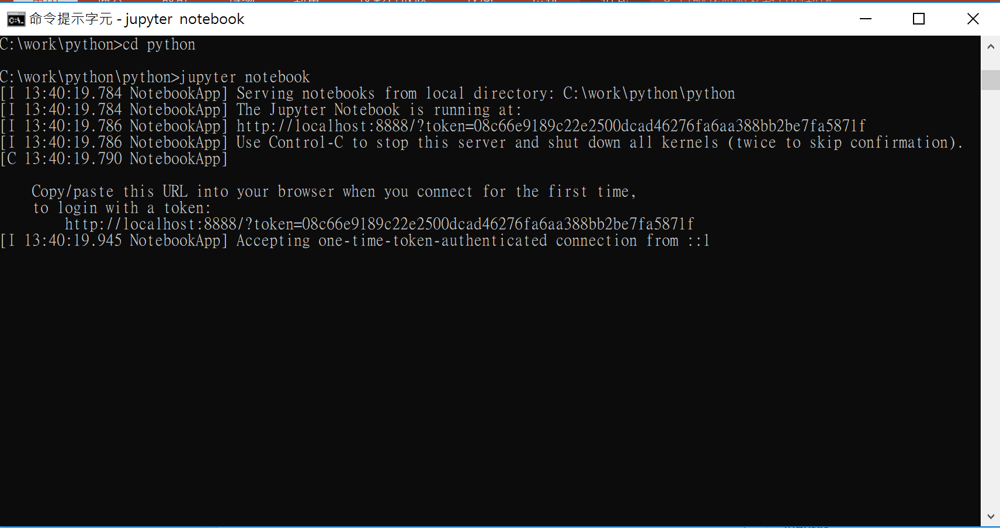 命令提示字元 - jupyter notebook
C:\work\python>cd python
C:\work\python\python>jupyter notebook
[I 13:40:19.784 NotebookApp] Serving notebooks from local directory: C:\work\python\python
[I 13:40:19.784 NotebookApp] The Jupyter Notebook is running at:
[I 13:40:19.786 NotebookApp] http://localhost:8888/?token=08c66e9189c22e2500dcad46276fa6aa388bb2be7fa5871f
[I 13:40:19.786 NotebookApp] Use Control-C to stop this server and shut down all kernels (twice to skip confirmation).
[C 13:40:19.790 NotebookApp]
Copy/paste this URL into your browser when you connect for the first time,
to login with a token:
http://localhost:8888/?token=08c66e9189c22e2500dcad46276fa6aa388bb2be7fa5871f
[I 13:40:19.945 NotebookApp] Accepting one-time-token-authenticated connection from ::1